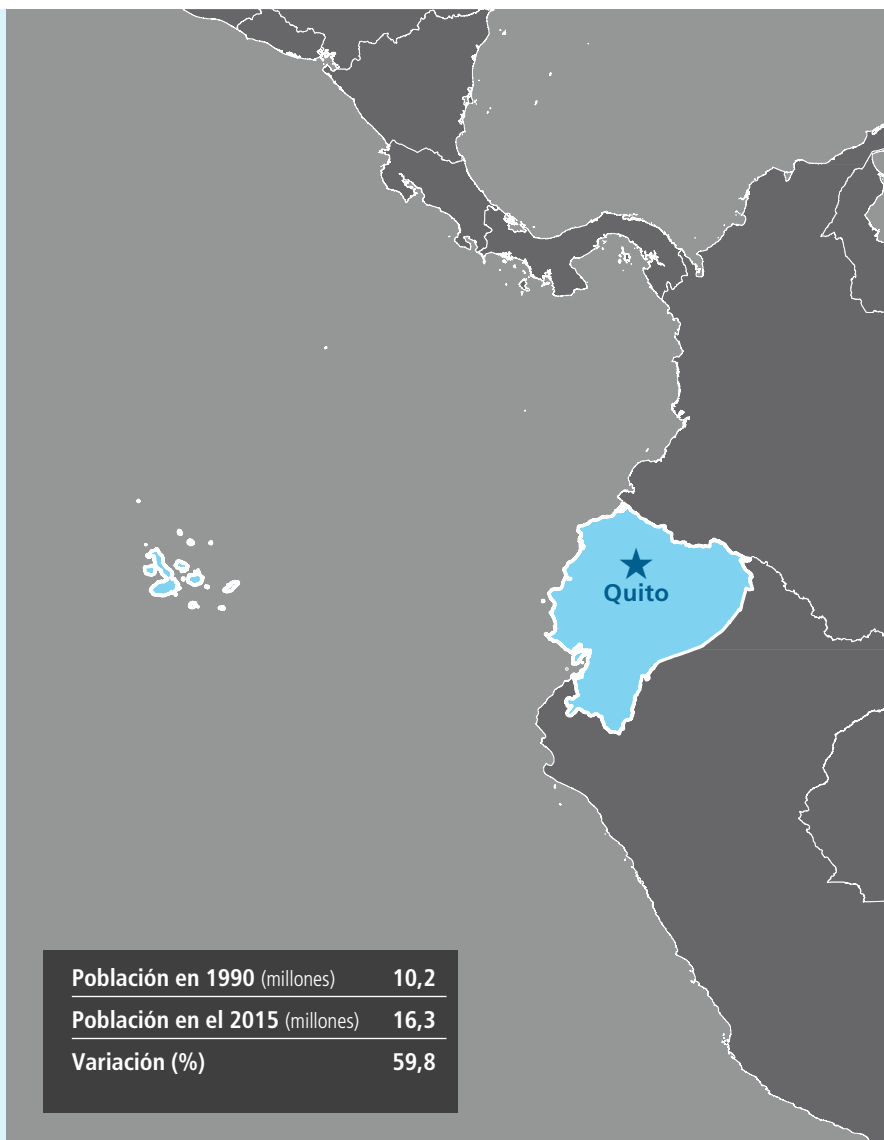 Quito
Población en 1990 (millones) 10,2
Población en el 2015 (millones) 16,3
Variación (%) 59,8